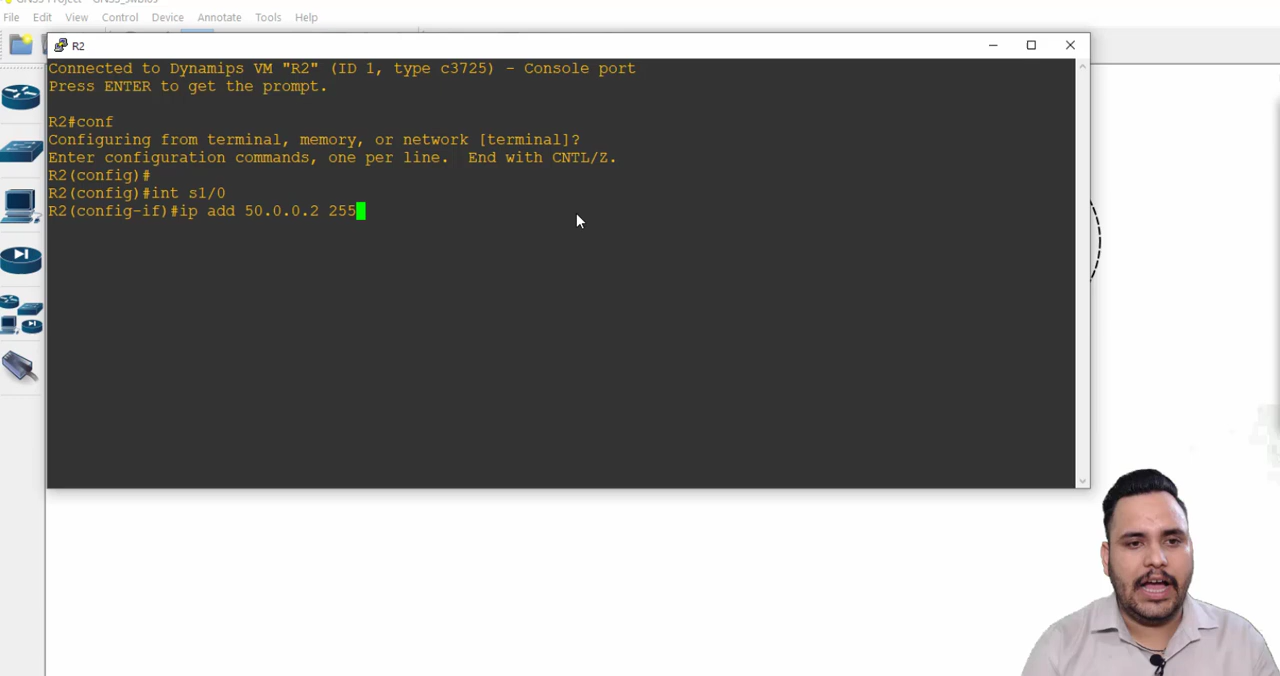 File Edit View Control Device Annotate Tools Help
R2
Connected to Dynamips VM "R2" (ID 1, type c3725) - Console port
Press ENTER to get the prompt.
R2#conf
Configuring from terminal, memory, or network [terminal]?
Enter configuration commands, one per line.  End with CNTL/Z.
R2(config)#
R2(config)#int s1/0
R2(config-if)#ip add 50.0.0.2 255